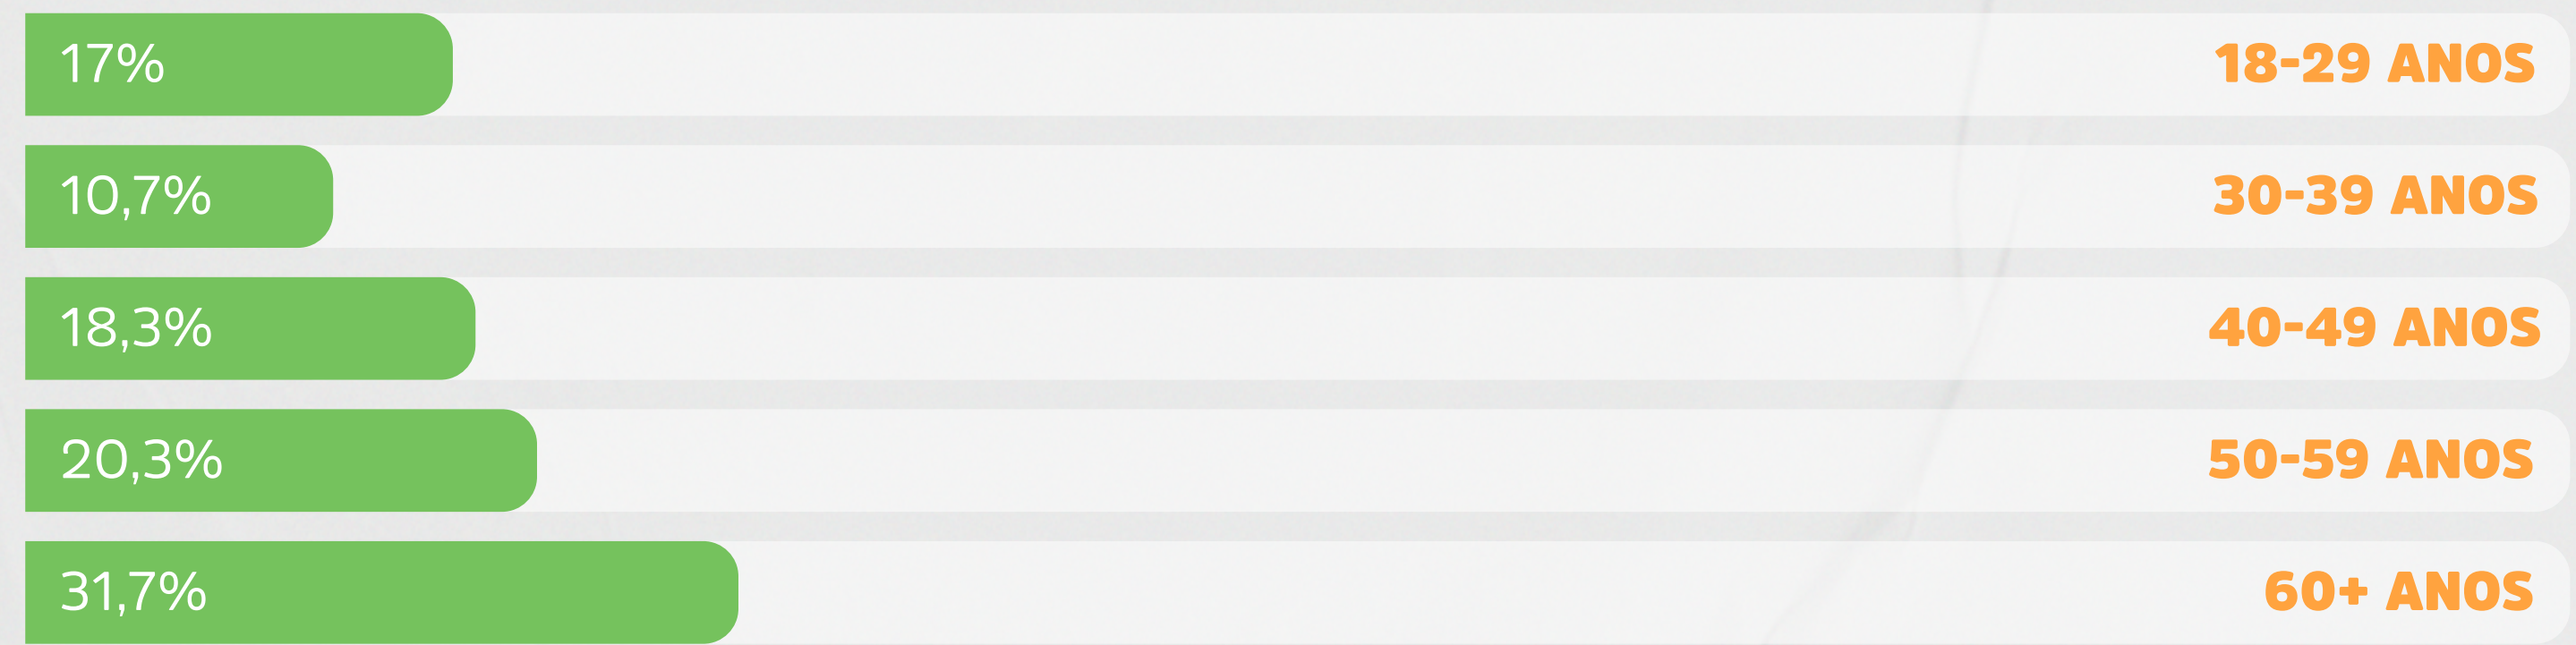 17% 18-29 ANOS
10,7% 30-39 ANOS
18,3% 40-49 ANOS
20,3% 50-59 ANOS
31,7% 60+ ANOS